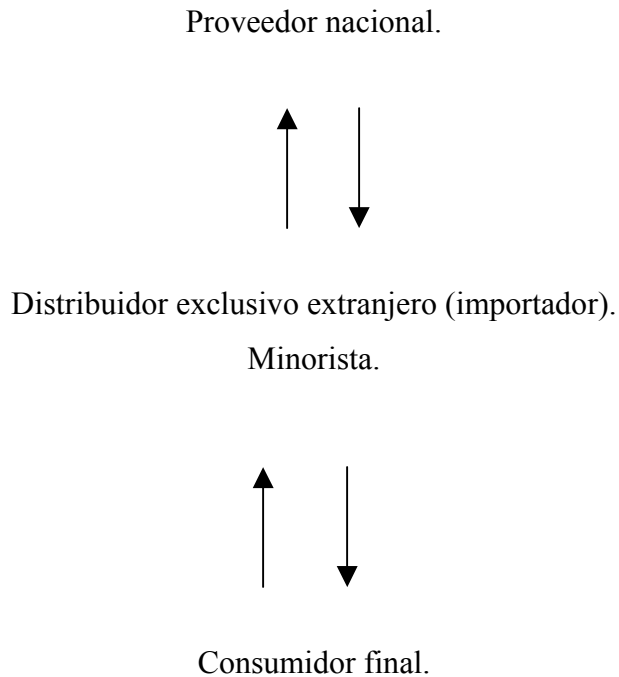 Proveedor nacional.
Distribuidor exclusivo extranjero (importador).
Minorista.
Consumidor final.